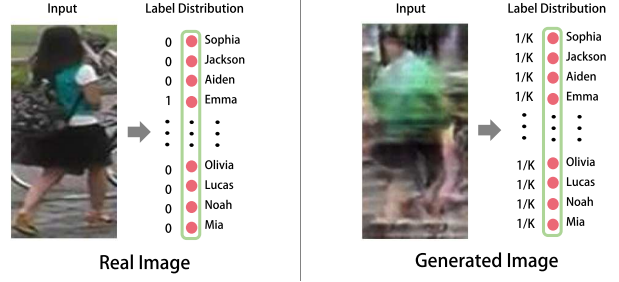 Input
Label Distribution
0 Sophia
0 Jackson
0 Aiden
1 Emma
0 Olivia
0 Lucas
0 Noah
0 Mia
Real Image
Input
Label Distribution
1/K Sophia
1/K Jackson
1/K Aiden
1/K Emma
1/K Olivia
1/K Lucas
1/K Noah
1/K Mia
Generated Image